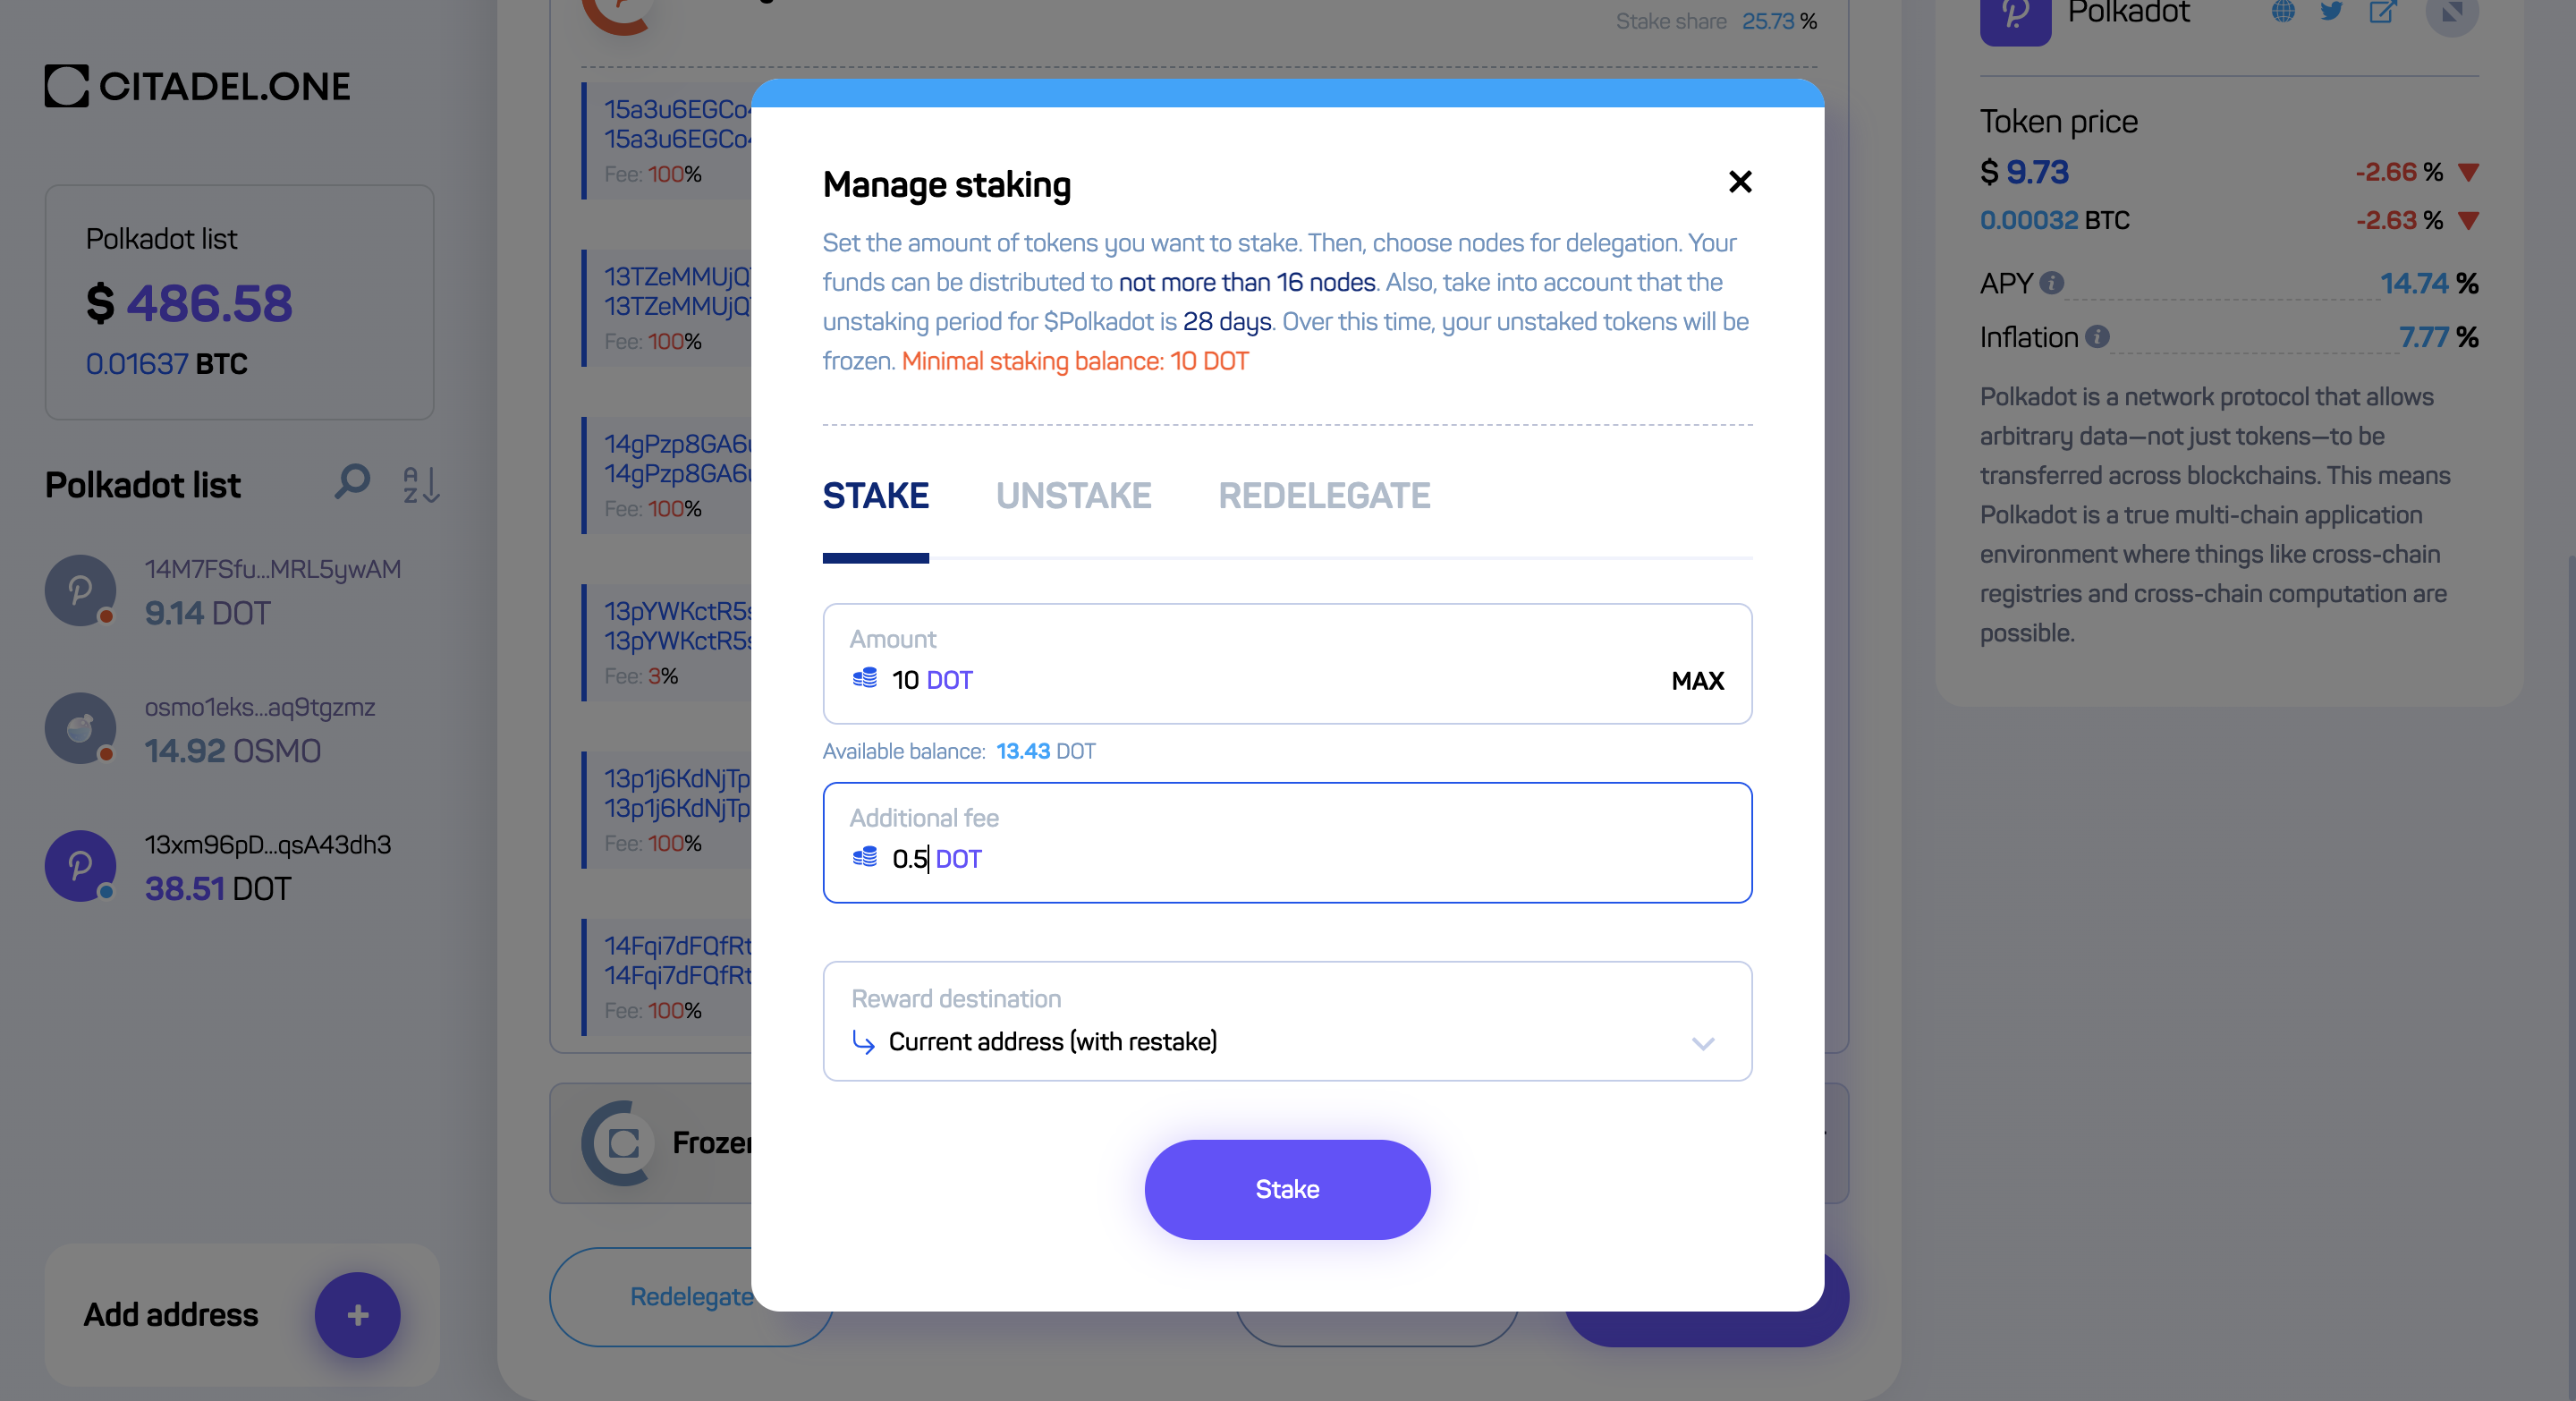 CITADEL.ONE
Polkadot list
$ 486.58
0.01637 BTC
Polkadot list
A
Z
14M7FSfu...MRL5ywAM
9.14 DOT
osmo1eks...aq9tgzmz
14.92 OSMO
13xm96pD...qsA43dh3
38.51 DOT
Add address
+
Stake share 25.73 %
15a3u6EGCo
15a3u6EGCo
Fee: 100%
13TZeMMUjQ
13TZeMMUjQ
Fee: 100%
14gPzp8GA6
14gPzp8GA6
Fee: 100%
13pYWKctR5
13pYWKctR5
Fee: 3%
13p1j6KdNjTp
13p1j6KdNjTp
Fee: 100%
14Fqi7dFQfRt
14Fqi7dFQfRt
Fee: 100%
Redelegate
Manage staking
Set the amount of tokens you want to stake. Then, choose nodes for delegation. Your
funds can be distributed to not more than 16 nodes. Also, take into account that the
unstaking period for $Polkadot is 28 days. Over this time, your unstaked tokens will be
frozen. Minimal staking balance: 10 DOT
STAKE UNSTAKE REDELEGATE
Amount
10 DOT MAX
Available balance: 13.43 DOT
Additional fee
0.5 DOT
Reward destination
Current address (with restake)
Stake
Polkadot
Token price
$ 9.73 -2.66 %
0.00032 BTC -2.63 %
APY 14.74 %
Inflation 7.77 %
Polkadot is a network protocol that allows
arbitrary data—not just tokens—to be
transferred across blockchains. This means
Polkadot is a true multi-chain application
environment where things like cross-chain
registries and cross-chain computation are
possible.